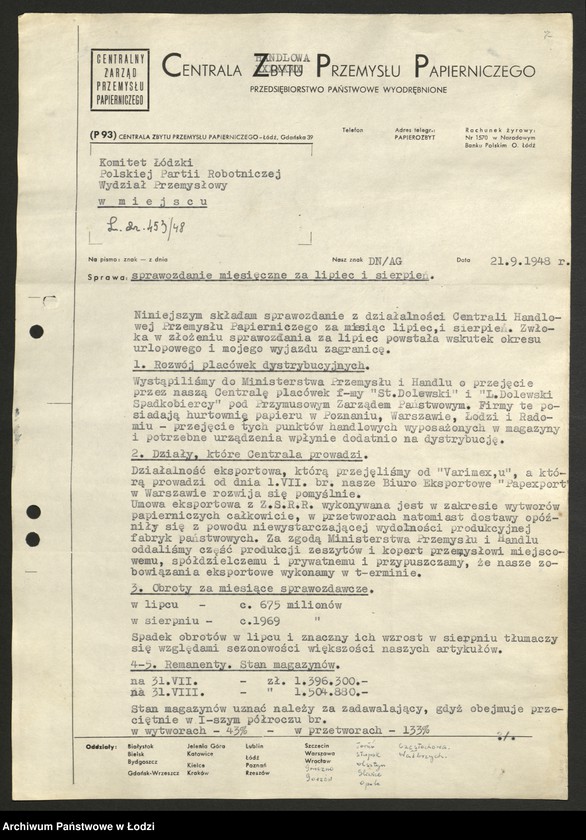 2
CENTRALNY
ZARZĄD
PRZEMYSŁU
PAPIERNICZEGO
HANDLOWA
CENTRALA ZBYTU PRZEMYSŁU PAPIERNICZEGO
PRZEDSIĘBIORSTWO PAŃSTWOWE WYODRĘBNIONE
(P 93) CENTRALA ZBYTU PRZEMYSŁU PAPIERNICZEGO–Łódź, Gdańska 39
Telefon
Adres telegr.:
PAPIEROZBYT
Rachunek żyrowy:
Nr 1570 w Narodowym
Banku Polskim O. Łódź
Komitet Łódzki
Polskiej Partii Robotniczej
Wydział Przemysłowy
w miejscu
L. dz. 453/48
Na pismo: znak — z dnia
Nasz znak DN/AG
Data 21.9.1948 r.
Sprawa: sprawozdanie miesięczne za lipiec i sierpień.
Niniejszym składam sprawozdanie z działalności Centrali Handlo-
wej Przemysłu Papierniczego za miesiąc lipiec,i sierpień. Zwło-
ka w złożeniu sprawozdania za lipiec powstała wskutek okresu
urlopowego i mojego wyjazdu zagranicę.
1. Rozwój placówek dystrybucyjnych.
Wystąpiliśmy do Ministerstwa Przemysłu i Handlu o przejęcie
przez naszą Centralę placówek f-my "St.Dolewski" i "L.Dolewski
Spadkobiercy" pod Przymusowym Zarządem Państwowym. Firmy te po-
siadają hurtownię papieru w Poznaniu, Warszawie, Łodzi i Rado-
miu - przejęcie tych punktów handlowych wyposażonych w magazyny
i potrzebne urządzenia wpłynie dodatnio na dystrybucję.
2. Działy, które Centrala prowadzi.
Działalność eksportowa, którą przejęliśmy od "Varimex,u", a któ-
rą prowadzi od dnia 1.VII. br. nasze Biuro Eksportowe "Papexport"
w Warszawie rozwija się pomyślnie.
Umowa eksportowa z Z.S.R.R. wykonywana jest w zakresie wytworów
papierniczych całkowicie, w przetworach natomiast dostawy opóź-
niły się z powodu niewystarczającej wydolności produkcyjnej
fabryk państwowych. Za zgodą Ministerstwa Przemysłu i Handlu
oddaliśmy część produkcji zeszytów i kopert przemysłowi miejsco-
wemu, spółdzielczemu i prywatnemu i przypuszczamy, że nasze zo-
bowiązania eksportowe wykonamy w t-erminie.
3. Obroty za miesiące sprawozdawcze.
w lipcu - c. 675 milionów
w sierpniu - c.1969 "
Spadek obrotów w lipcu i znaczny ich wzrost w sierpniu tłumaczy
się względami sezonowości większości naszych artykułów.
4-5. Remanenty. Stan magazynów.
na 31.VII. - zł. 1.396.300.-
na 31.VIII. - " 1.504.880.-
Stan magazynów uznać należy za zadawalający, gdyż obejmuje prze-
ciętnie w I-szym półroczu br.
w wytworach - 43% - w przetworach - 133%
./.
Oddziały:
Białystok
Bielsk
Bydgoszcz
Gdańsk-Wrzeszcz
Jelenia Góra
Katowice
Kielce
Kraków
Lublin
Łódź
Poznań
Rzeszów
Szczecin
Warszawa
Wrocław
Toruń
Słupsk
Olsztyn
Opole
Częstochowa
Wałbrzych
Archiwum Państwowe w Łodzi